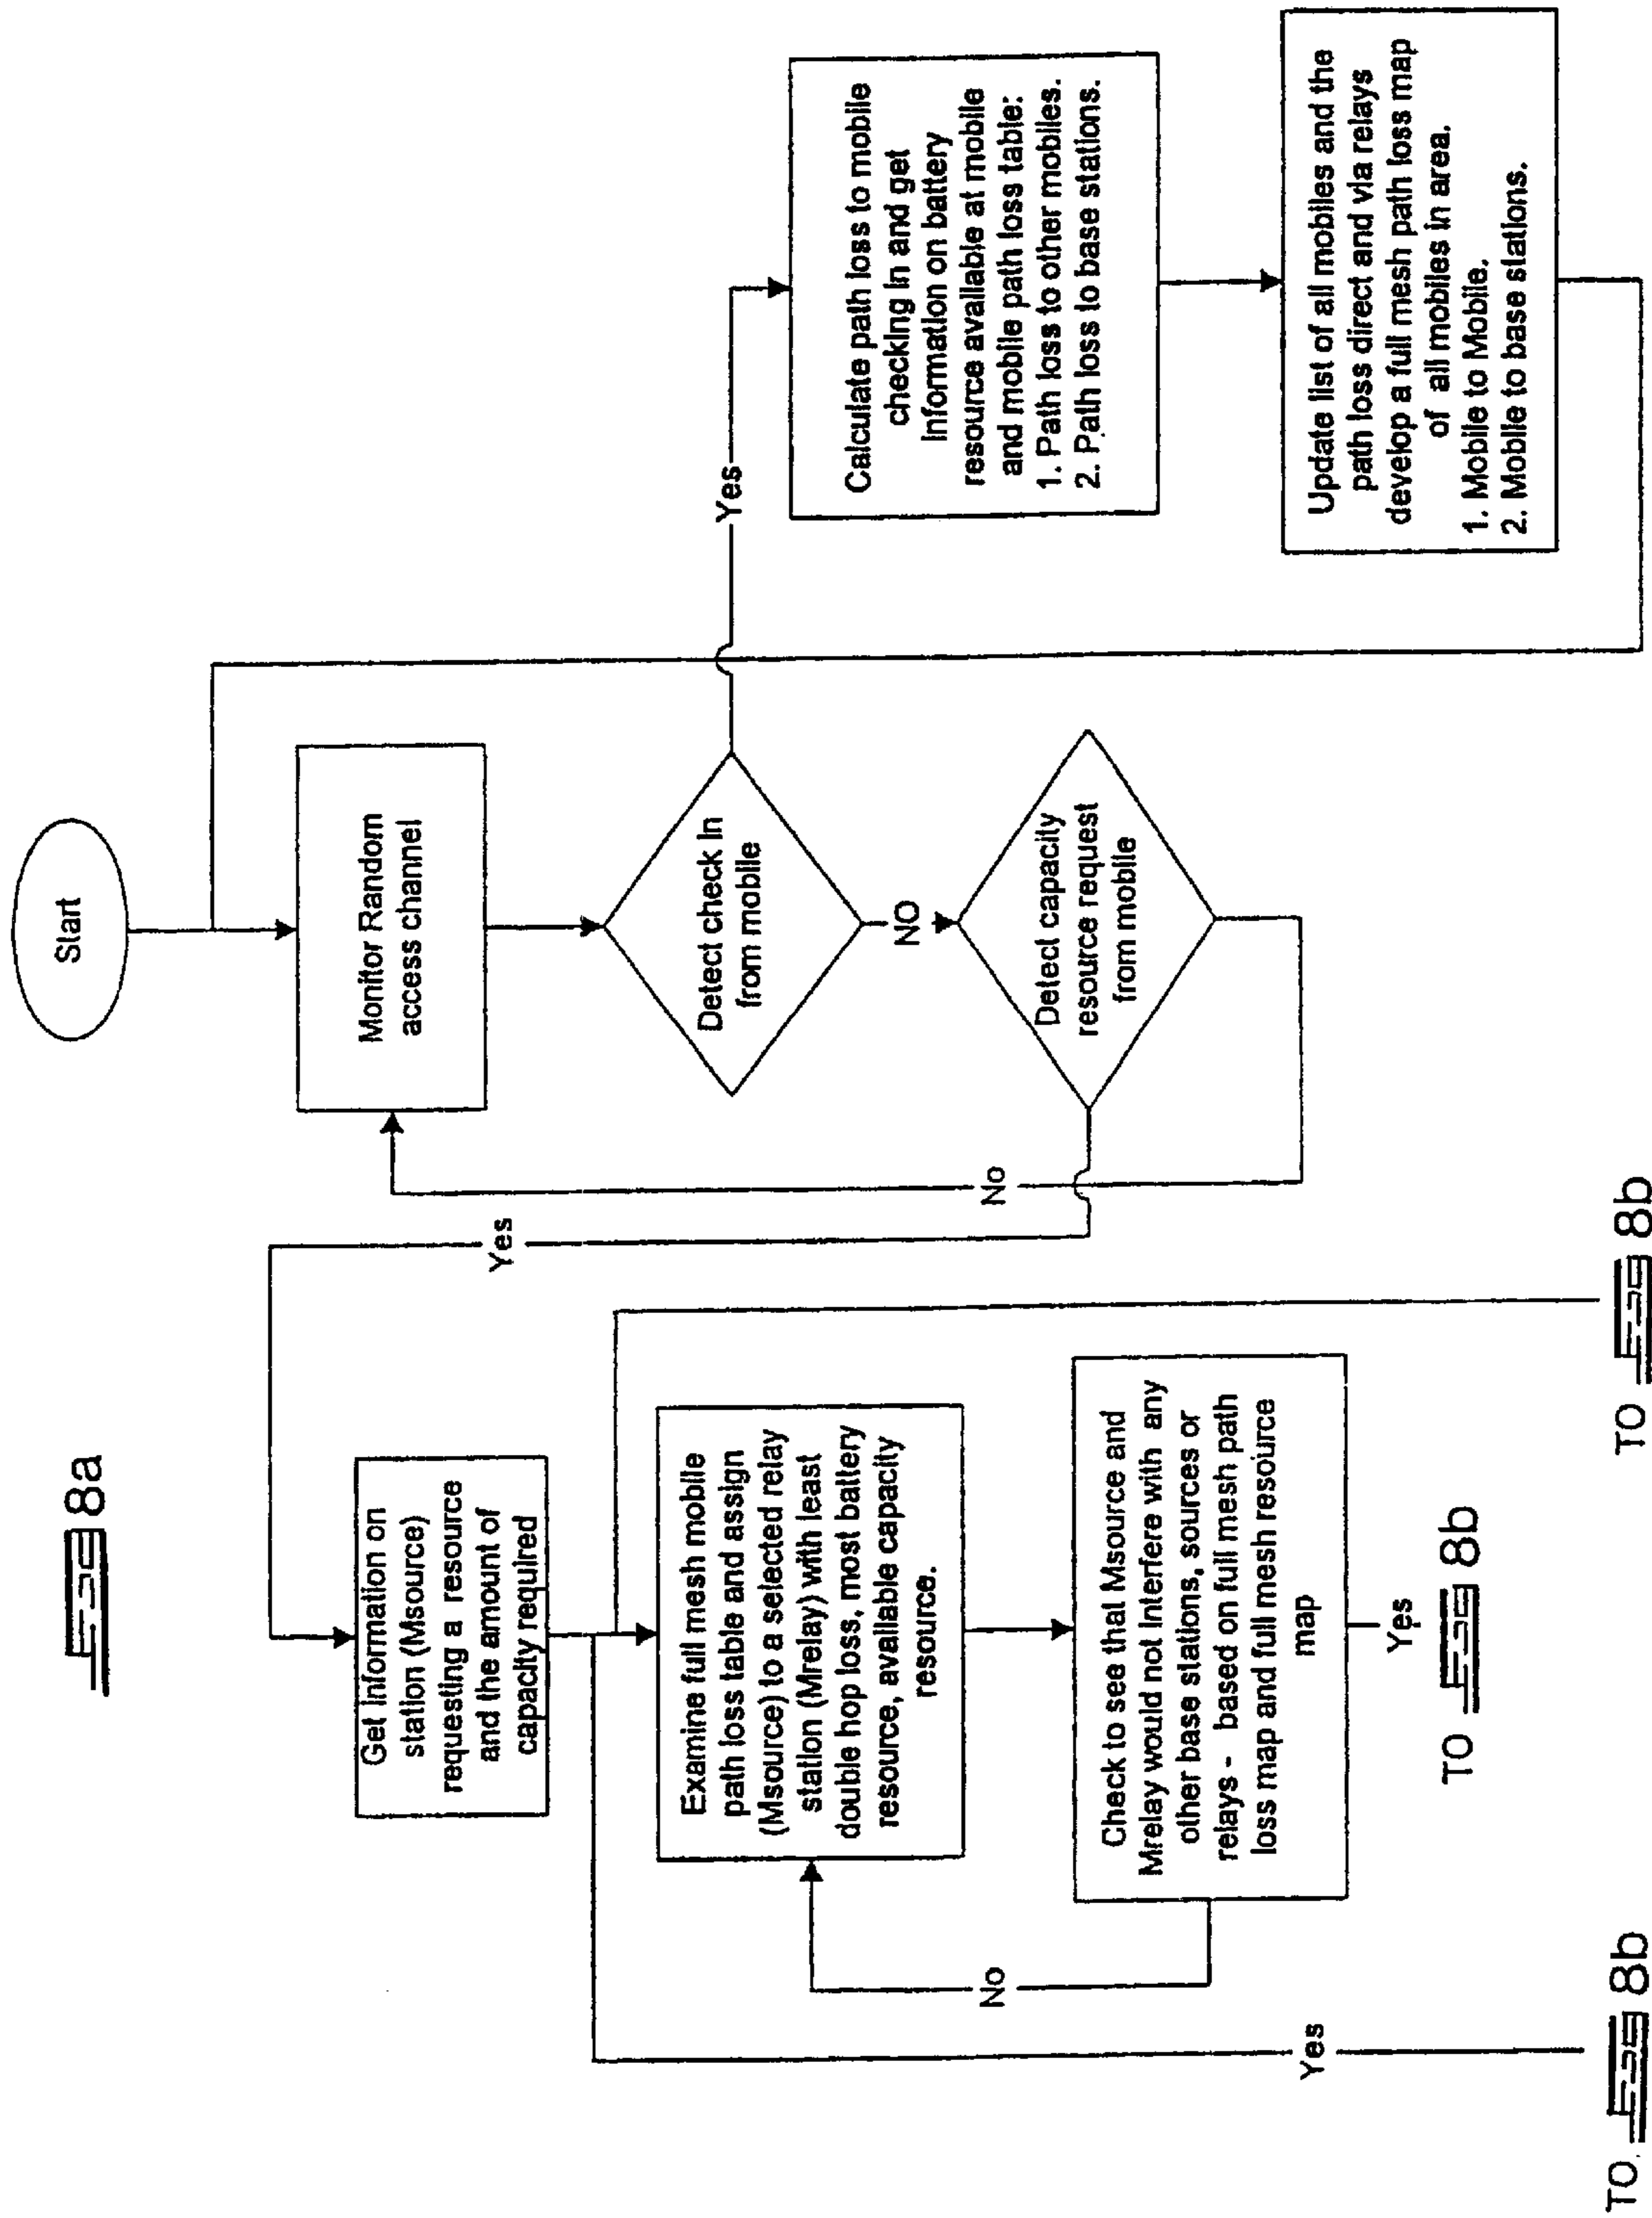 FIG 8a
Start
Monitor Random
access channel
Detect check In
from mobile
Yes
NO
Detect capacity
resource request
from mobile
No
Yes
Calculate path loss to mobile
checking in and get
Information on battery
resource available at mobile
and mobile path loss table:
1. Path loss to other mobiles.
2. Path loss to base stations.
Update list of all mobiles and the
path loss direct and via relays
develop a full mesh path loss map
of all mobiles in area.
1. Mobile to Mobile.
2. Mobile to base stations.
Get Information on
station (Msource)
requesting a resource
and the amount of
capacity required
Examine full mesh mobile
path loss table and assign
(Msource) to a selected relay
station (Mrelay) with least
double hop loss, most battery
resource, available capacity
resource.
Check to see that Msource and
Mrelay would not Interfere with any
other base stations, sources or
relays - based on full mesh path
loss map and full mesh resource
map
No
Yes
Yes
TO FIG 8b
TO FIG 8b
TO FIG 8b